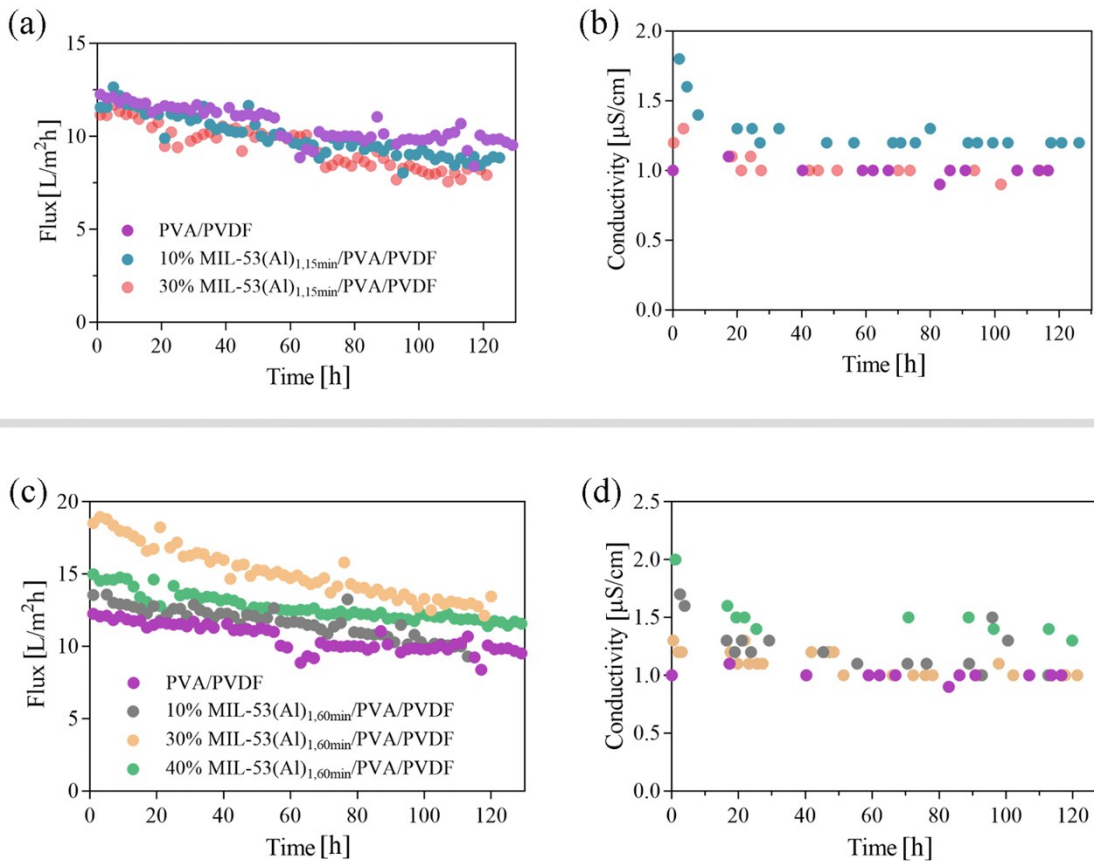 (a)
15
10
5
0
Flux [L/m²h]
PVA/PVDF
10% MIL-53(Al)₁,₁₅ₘᵢₙ/PVA/PVDF
30% MIL-53(Al)₁,₁₅ₘᵢₙ/PVA/PVDF
0 20 40 60 80 100 120
Time [h]
(b)
2.0
1.5
1.0
0.5
0.0
Conductivity [µS/cm]
0 20 40 60 80 100 120
Time [h]
(c)
20
15
10
5
0
Flux [L/m²h]
PVA/PVDF
10% MIL-53(Al)₁,₆₀ₘᵢₙ/PVA/PVDF
30% MIL-53(Al)₁,₆₀ₘᵢₙ/PVA/PVDF
40% MIL-53(Al)₁,₆₀ₘᵢₙ/PVA/PVDF
0 20 40 60 80 100 120
Time [h]
(d)
2.5
2.0
1.5
1.0
0.5
0.0
Conductivity [µS/cm]
0 20 40 60 80 100 120
Time [h]